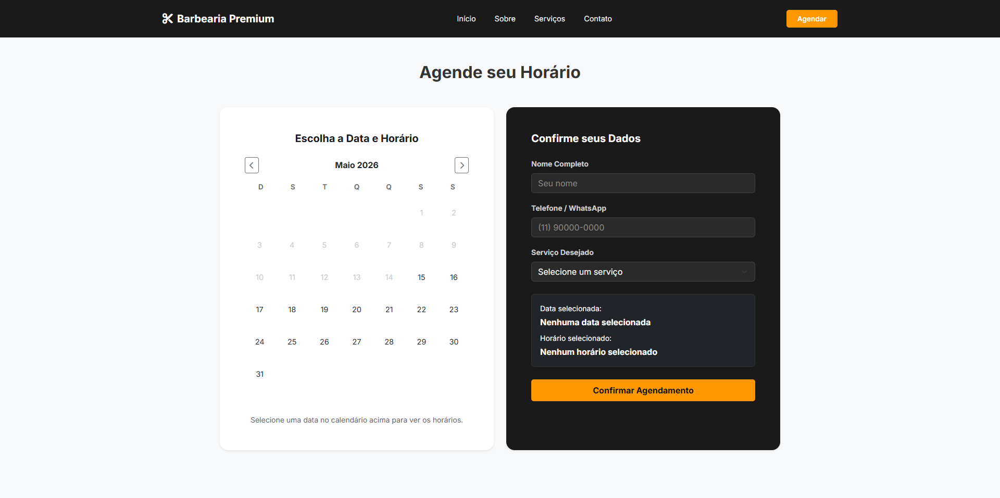 Barbearia Premium
Início Sobre Serviços Contato
Agendar
Agende seu Horário
Escolha a Data e Horário
Maio 2026
D S T Q Q S S
1 2
3 4 5 6 7 8 9
10 11 12 13 14 15 16
17 18 19 20 21 22 23
24 25 26 27 28 29 30
31
Selecione uma data no calendário acima para ver os horários.
Confirme seus Dados
Nome Completo
Seu nome
Telefone / WhatsApp
(11) 90000-0000
Serviço Desejado
Selecione um serviço
Data selecionada:
Nenhuma data selecionada
Horário selecionado:
Nenhum horário selecionado
Confirmar Agendamento